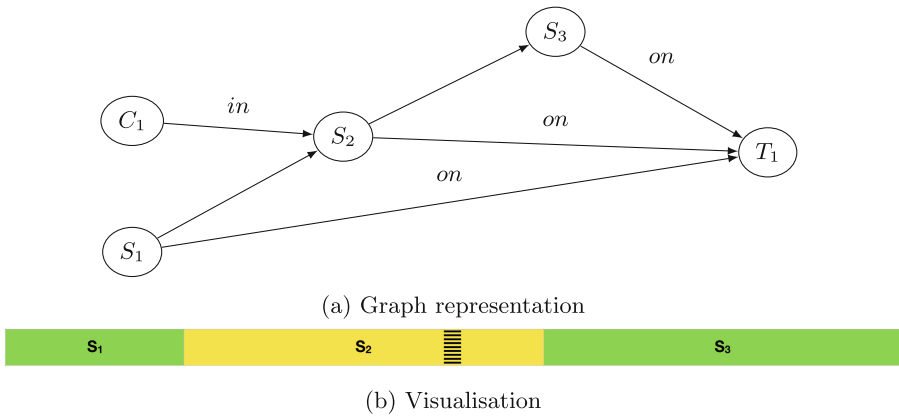 S₃
on
C₁
in
S₂
on
T₁
on
S₁
(a) Graph representation
S₁ S₂ S₃
(b) Visualisation